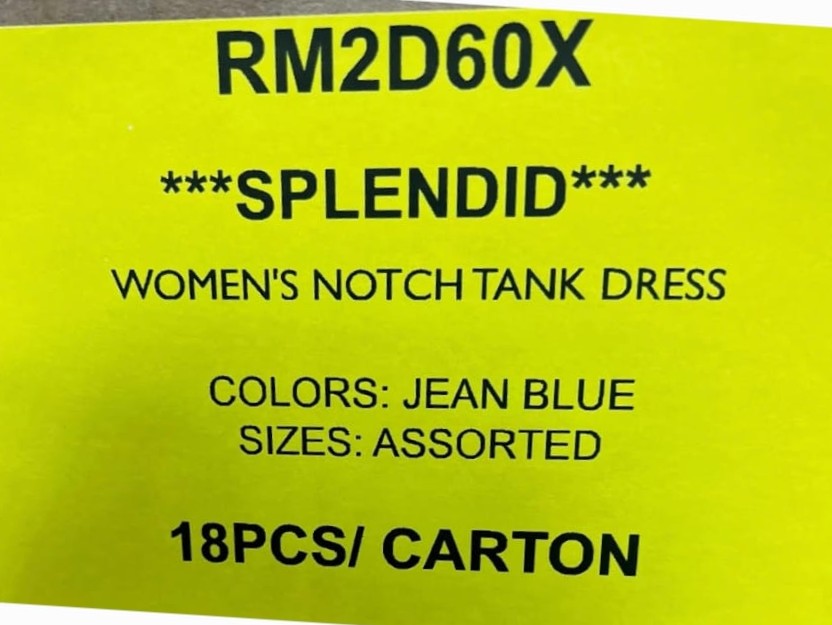 RM2D60X
***SPLENDID***
WOMEN'S NOTCH TANK DRESS
COLORS: JEAN BLUE
SIZES: ASSORTED
18PCS/ CARTON